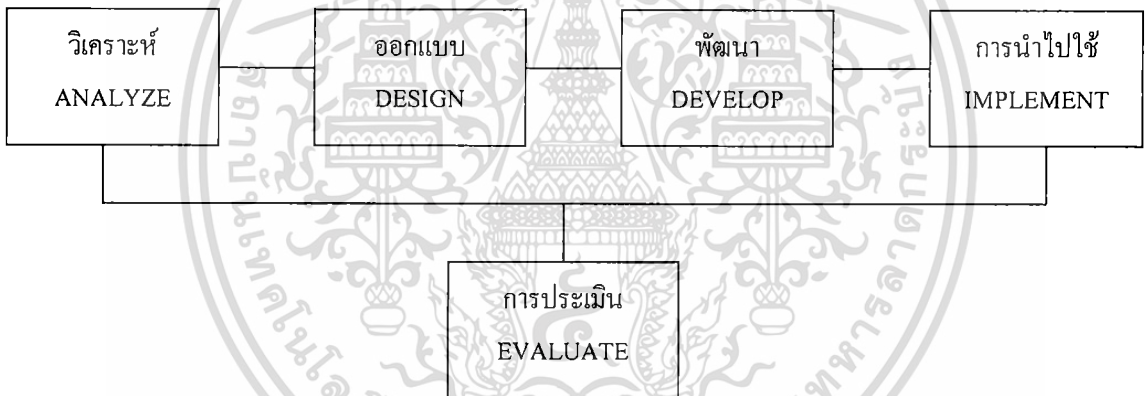 วิเคราะห์
ANALYZE
ออกแบบ
DESIGN
พัฒนา
DEVELOP
การนำไปใช้
IMPLEMENT
การประเมิน
EVALUATE